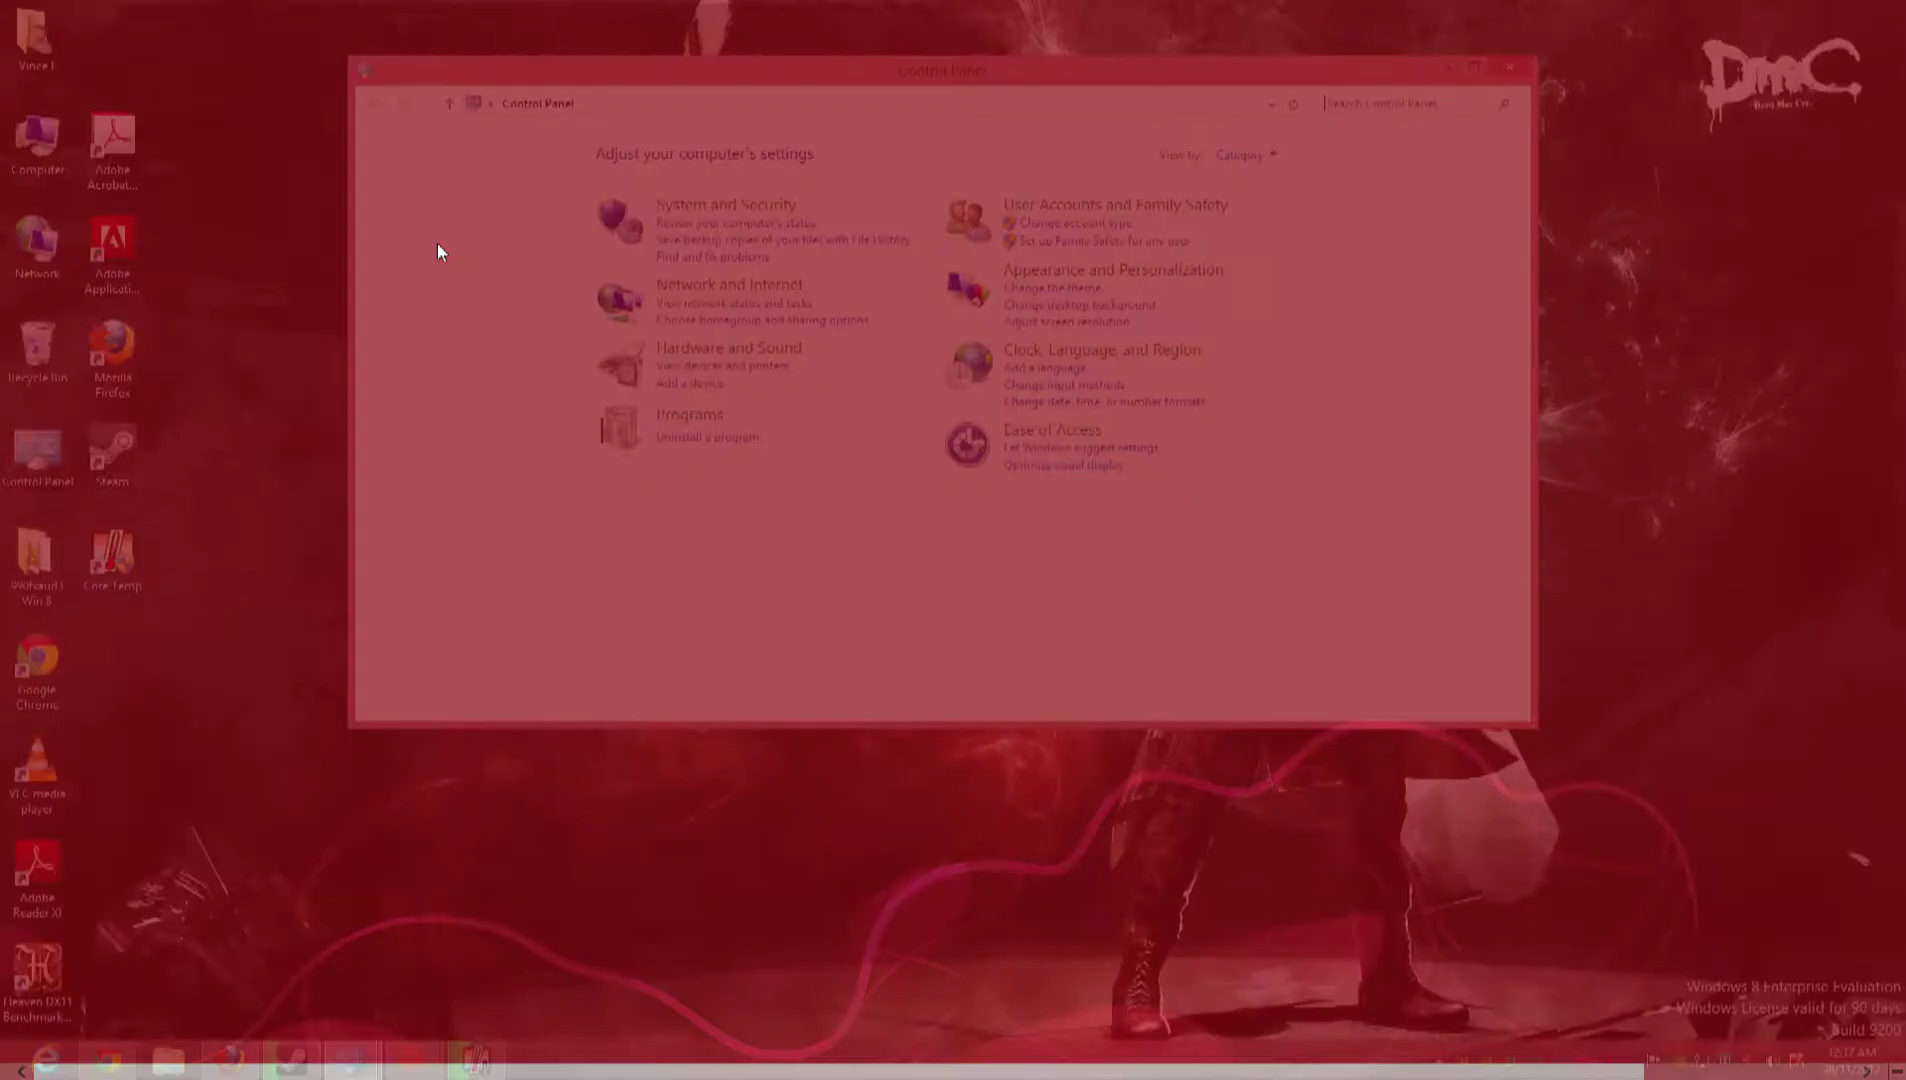 Vince L
Computer
Adobe
Acrobat...
Network
Adobe
Applicati...
Recycle Bin
Mozilla
Firefox
Control Panel
Steam
Win 8
Core Temp
Google
Chrome
VLC media
player
Adobe
Reader XI
Heaven DX11
Benchmark...
Control Panel
Control Panel
Search Control Panel
Adjust your computer's settings
View by: Category
System and Security
Review your computer's status
Save backup copies of your files with File History
Find and fix problems
Network and Internet
View network status and tasks
Choose homegroup and sharing options
Hardware and Sound
View devices and printers
Add a device
Programs
Uninstall a program
User Accounts and Family Safety
Change account type
Set up Family Safety for any user
Appearance and Personalization
Change the theme
Change desktop background
Adjust screen resolution
Clock, Language, and Region
Add a language
Change input methods
Change date, time, or number formats
Ease of Access
Let Windows suggest settings
Optimize visual display
DmC
Devil May Cry
Windows 8 Enterprise Evaluation
Windows License valid for 90 days
Build 9200
12:17 AM